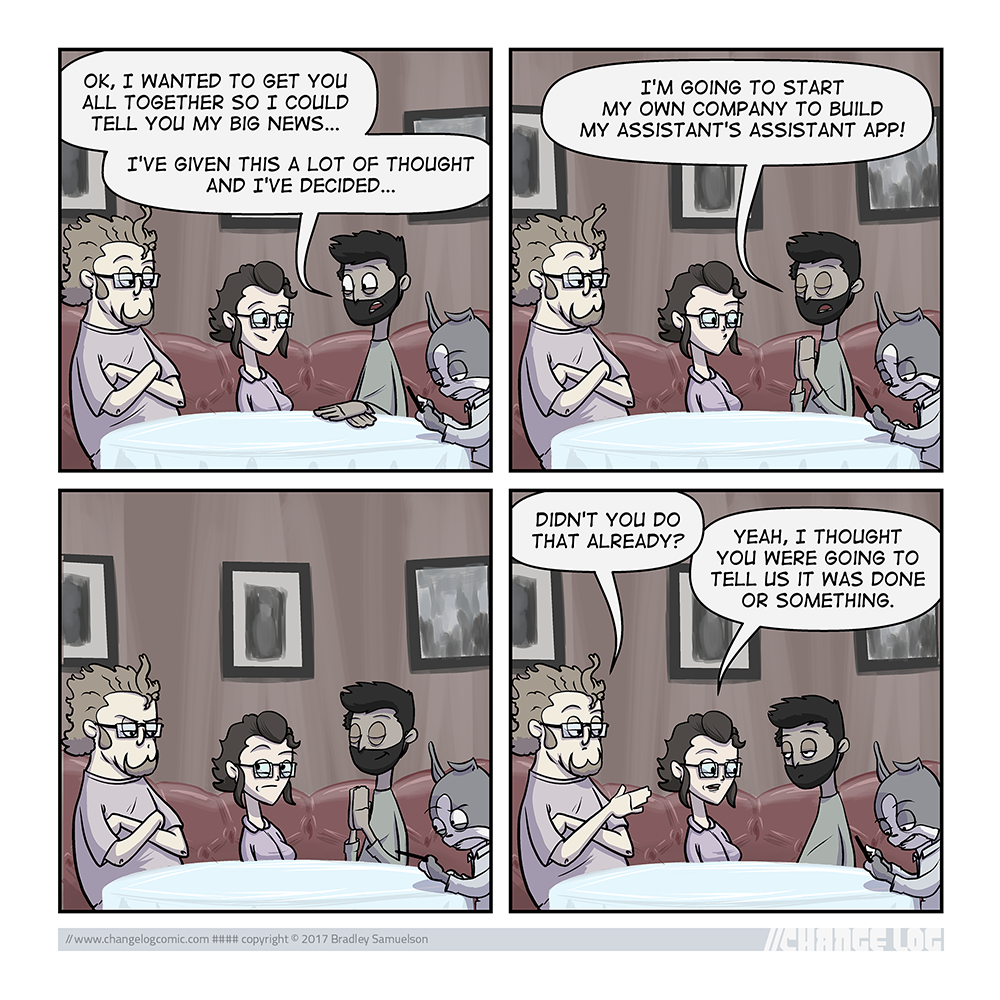 OK, I WANTED TO GET YOU
ALL TOGETHER SO I COULD
TELL YOU MY BIG NEWS...
I'VE GIVEN THIS A LOT OF THOUGHT
AND I'VE DECIDED...
I'M GOING TO START
MY OWN COMPANY TO BUILD
MY ASSISTANT'S ASSISTANT APP!
DIDN'T YOU DO
THAT ALREADY?
YEAH, I THOUGHT
YOU WERE GOING TO
TELL US IT WAS DONE
OR SOMETHING.
// www.changelogcomic.com #### copyright © 2017 Bradley Samuelson
//CHANGE LOG